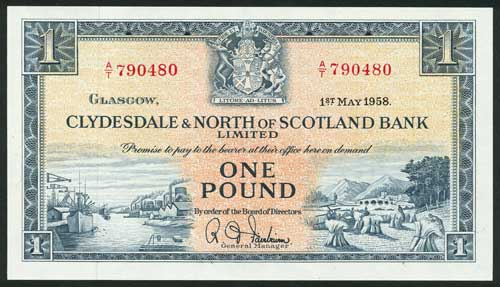 1 1
A/T 790480 A/T 790480
LITORE AD LITUS
GLASGOW, 1ST MAY 1958.
CLYDESDALE & NORTH OF SCOTLAND BANK
LIMITED
Promise to pay to the bearer at their office here on demand
ONE
POUND
By order of the Board of Directors
General Manager
1 1